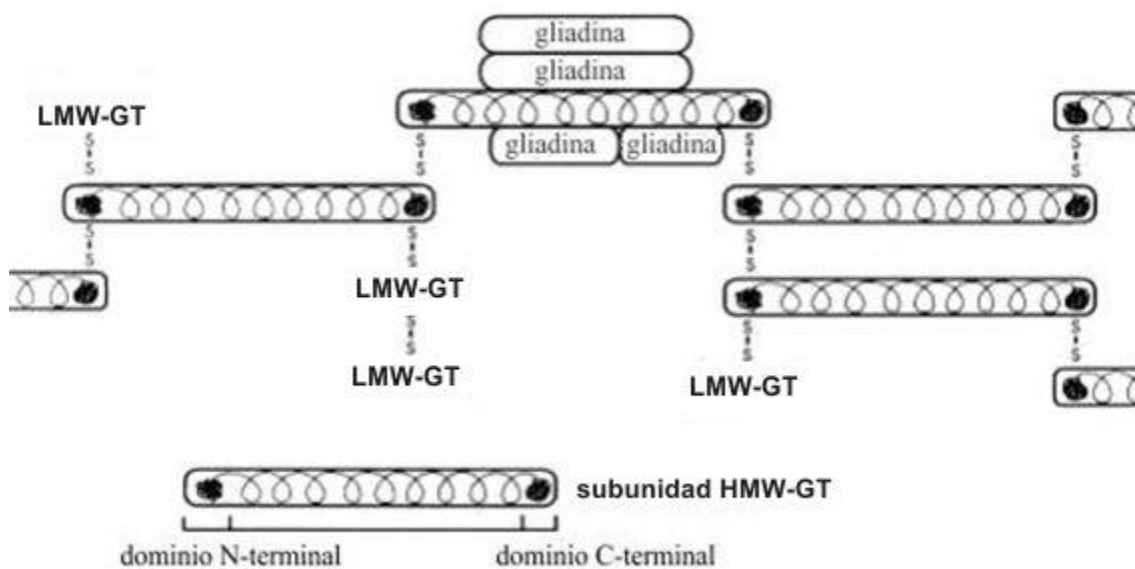 gliadina
gliadina
LMW-GT
gliadina gliadina
S-S
S-S
S-S
S-S
S-S
S-S
S-S
LMW-GT
S-S
S-S
S-S
LMW-GT
LMW-GT
subunidad HMW-GT
dominio N-terminal
dominio C-terminal